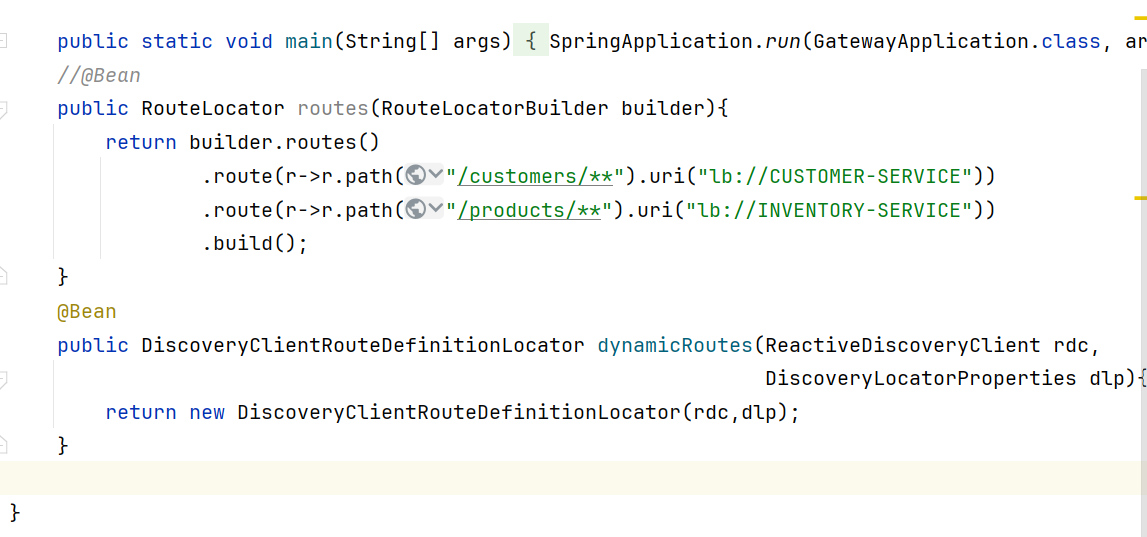 public static void main(String[] args) { SpringApplication.run(GatewayApplication.class, ar
//@Bean
public RouteLocator routes(RouteLocatorBuilder builder){
return builder.routes()
.route(r->r.path("/customers/**").uri("lb://CUSTOMER-SERVICE"))
.route(r->r.path("/products/**").uri("lb://INVENTORY-SERVICE"))
.build();
}
@Bean
public DiscoveryClientRouteDefinitionLocator dynamicRoutes(ReactiveDiscoveryClient rdc,
DiscoveryLocatorProperties dlp){
return new DiscoveryClientRouteDefinitionLocator(rdc,dlp);
}
}